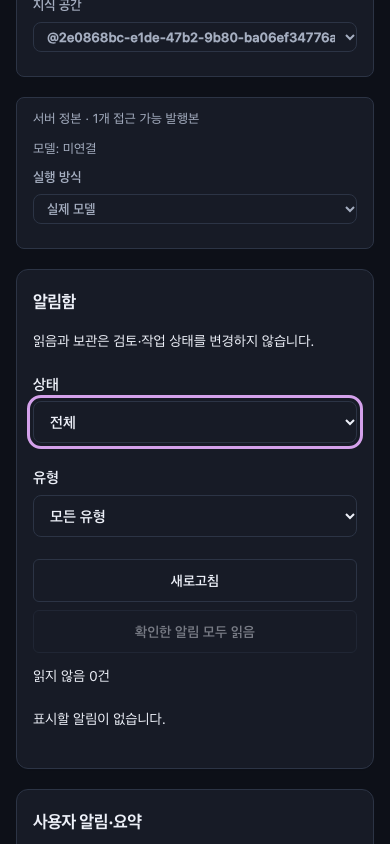 지식 공간
@2e0868bc-e1de-47b2-9b80-ba06ef34776a
서버 정본 · 1개 접근 가능 발행본
모델: 미연결
실행 방식
실제 모델
알림함
읽음과 보관은 검토·작업 상태를 변경하지 않습니다.
상태
전체
유형
모든 유형
새로고침
확인한 알림 모두 읽음
읽지 않음 0건
표시할 알림이 없습니다.
사용자 알림·요약